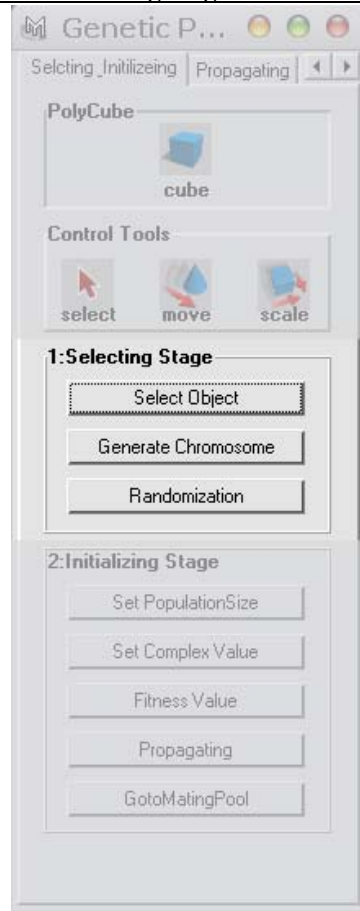 Genetic P...
Selcting_Initilizeing Propagating
PolyCube
cube
Control Tools
select move scale
1:Selecting Stage
Select Object
Generate Chromosome
Randomization
2:Initializing Stage
Set PopulationSize
Set Complex Value
Fitness Value
Propagating
GotoMatingPool